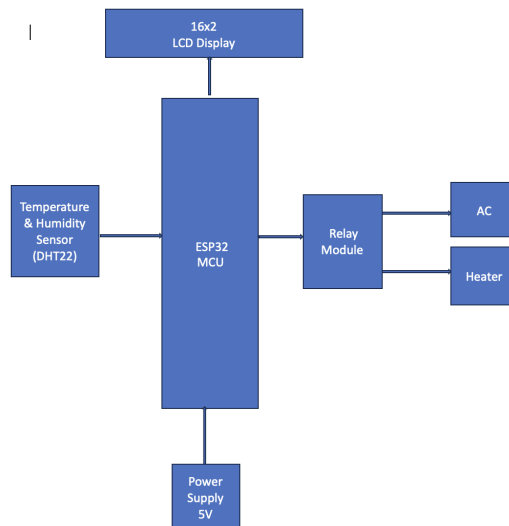 16x2
LCD Display
Temperature
& Humidity
Sensor
(DHT22)
ESP32
MCU
Relay
Module
AC
Heater
Power
Supply
5V